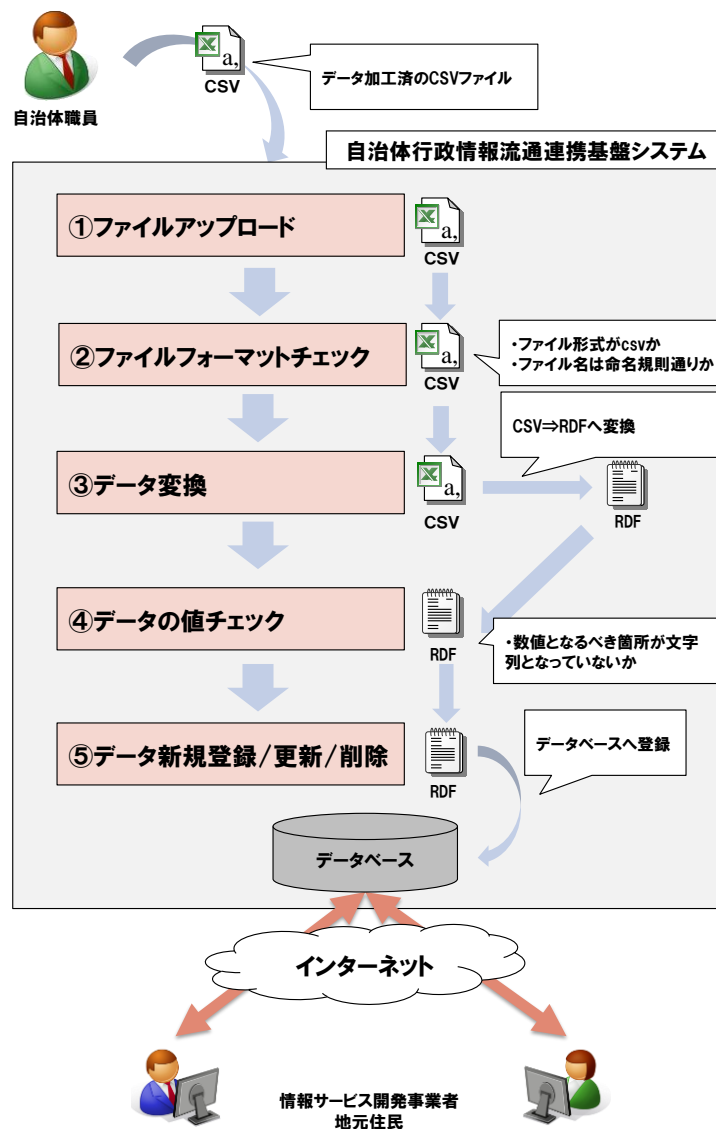 a,
CSV
データ加工済のCSVファイル
自治体職員
自治体行政情報流通連携基盤システム
①ファイルアップロード
a,
CSV
②ファイルフォーマットチェック
a,
CSV
・ファイル形式がcsvか
・ファイル名は命名規則通りか
CSV⇒RDFへ変換
③データ変換
a,
CSV
RDF
④データの値チェック
RDF
・数値となるべき箇所が文字
列となっていないか
⑤データ新規登録/更新/削除
RDF
データベースへ登録
データベース
インターネット
情報サービス開発事業者
地元住民